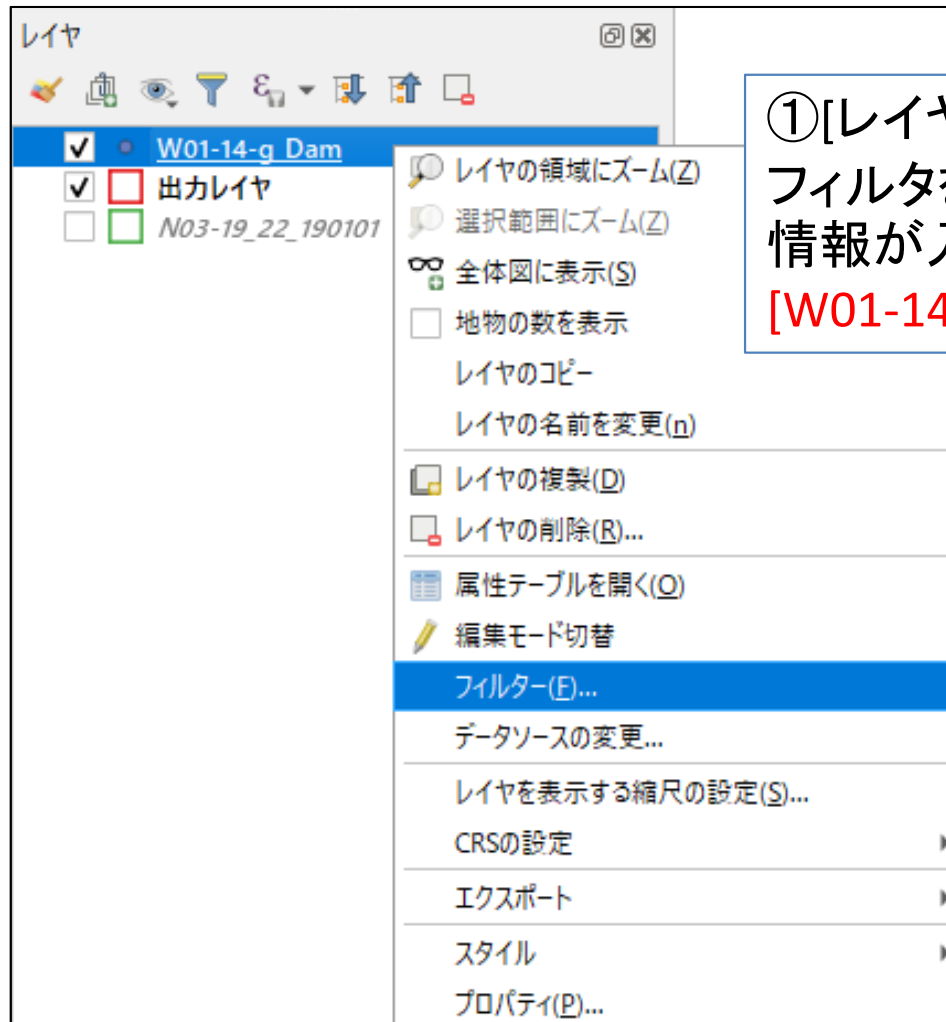 レイヤ
W01-14-g_Dam
出力レイヤ
N03-19_22_190101
レイヤの領域にズーム(Z)
選択範囲にズーム(Z)
全体図に表示(S)
地物の数を表示
レイヤのコピー
レイヤの名前を変更(n)
レイヤの複製(D)
レイヤの削除(R)...
属性テーブルを開く(O)
編集モード切替
フィルター(F)...
データソースの変更...
レイヤを表示する縮尺の設定(S)...
CRSの設定
エクスポート
スタイル
プロパティ(P)...
①[レイヤ
フィルタを
情報が入
[W01-14